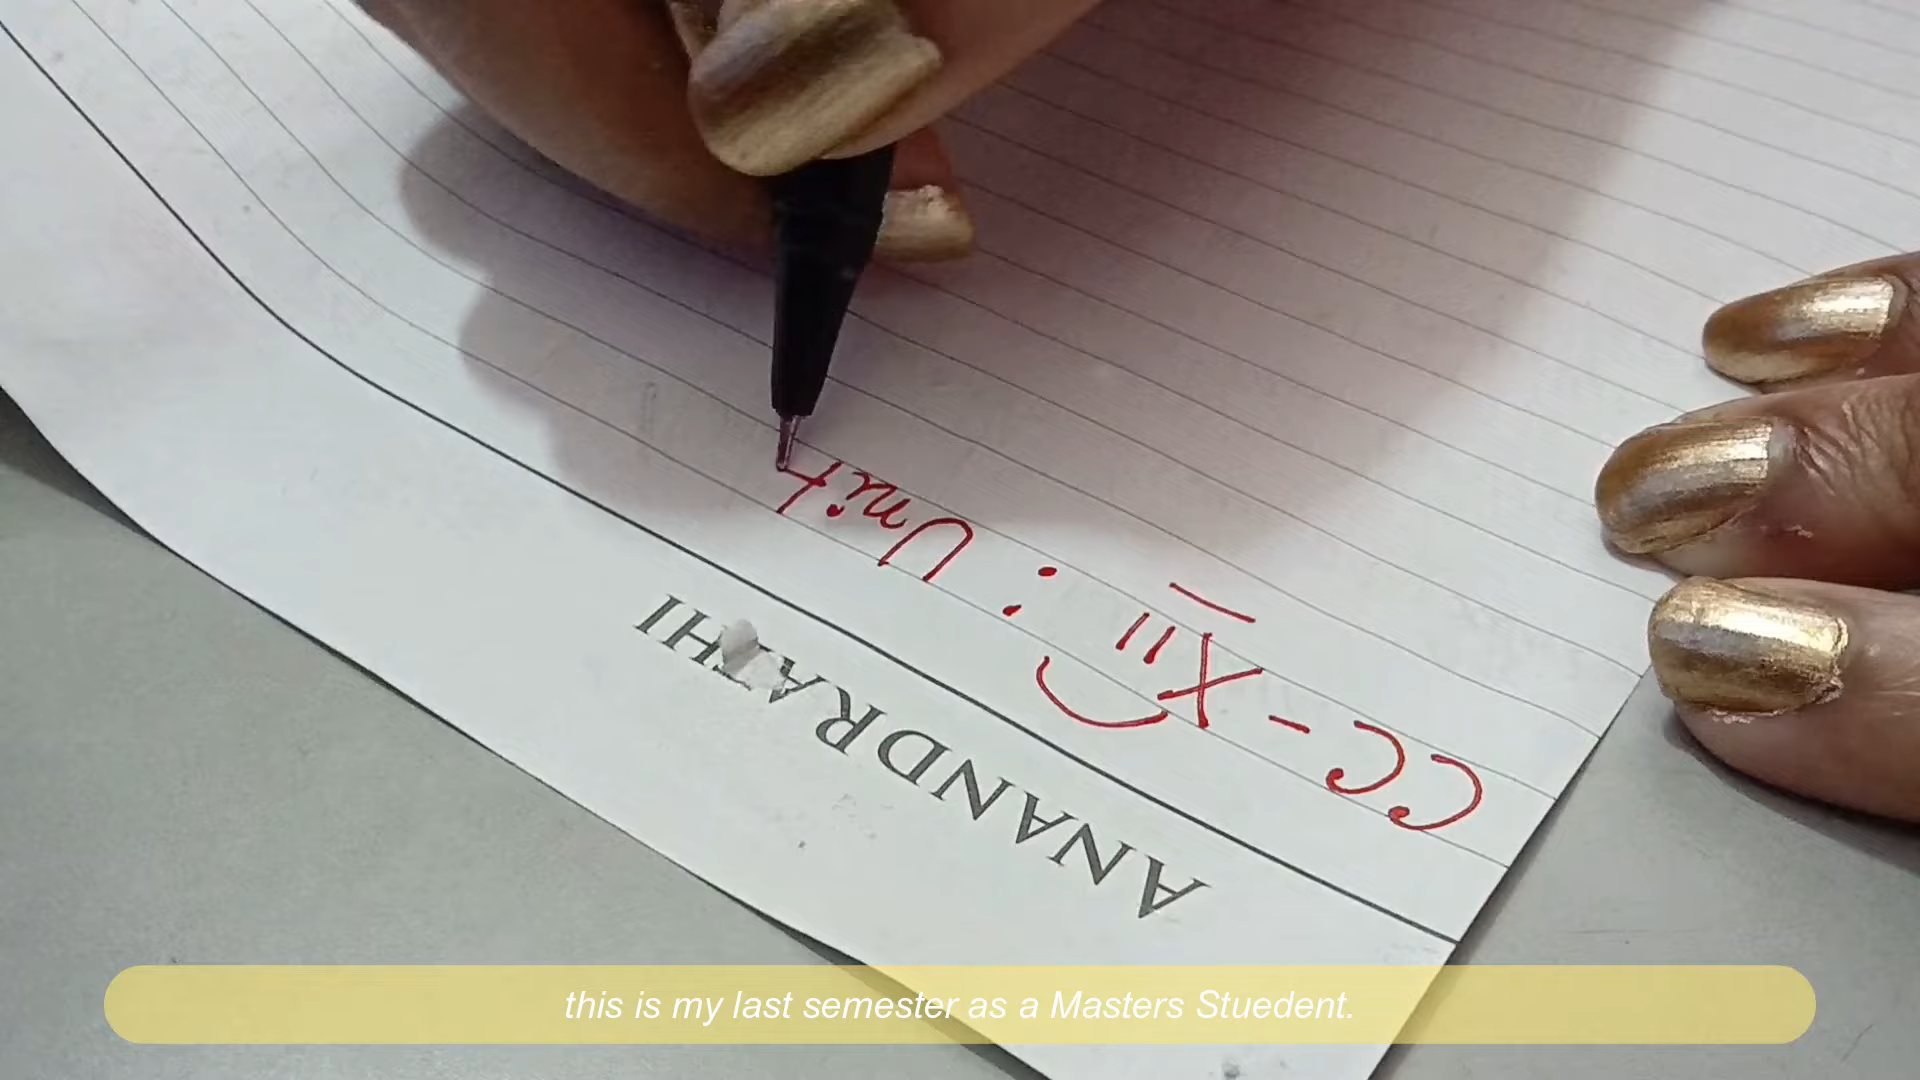 ANANDRATHI
CC - XII : Unit
this is my last semester as a Masters Stuedent.